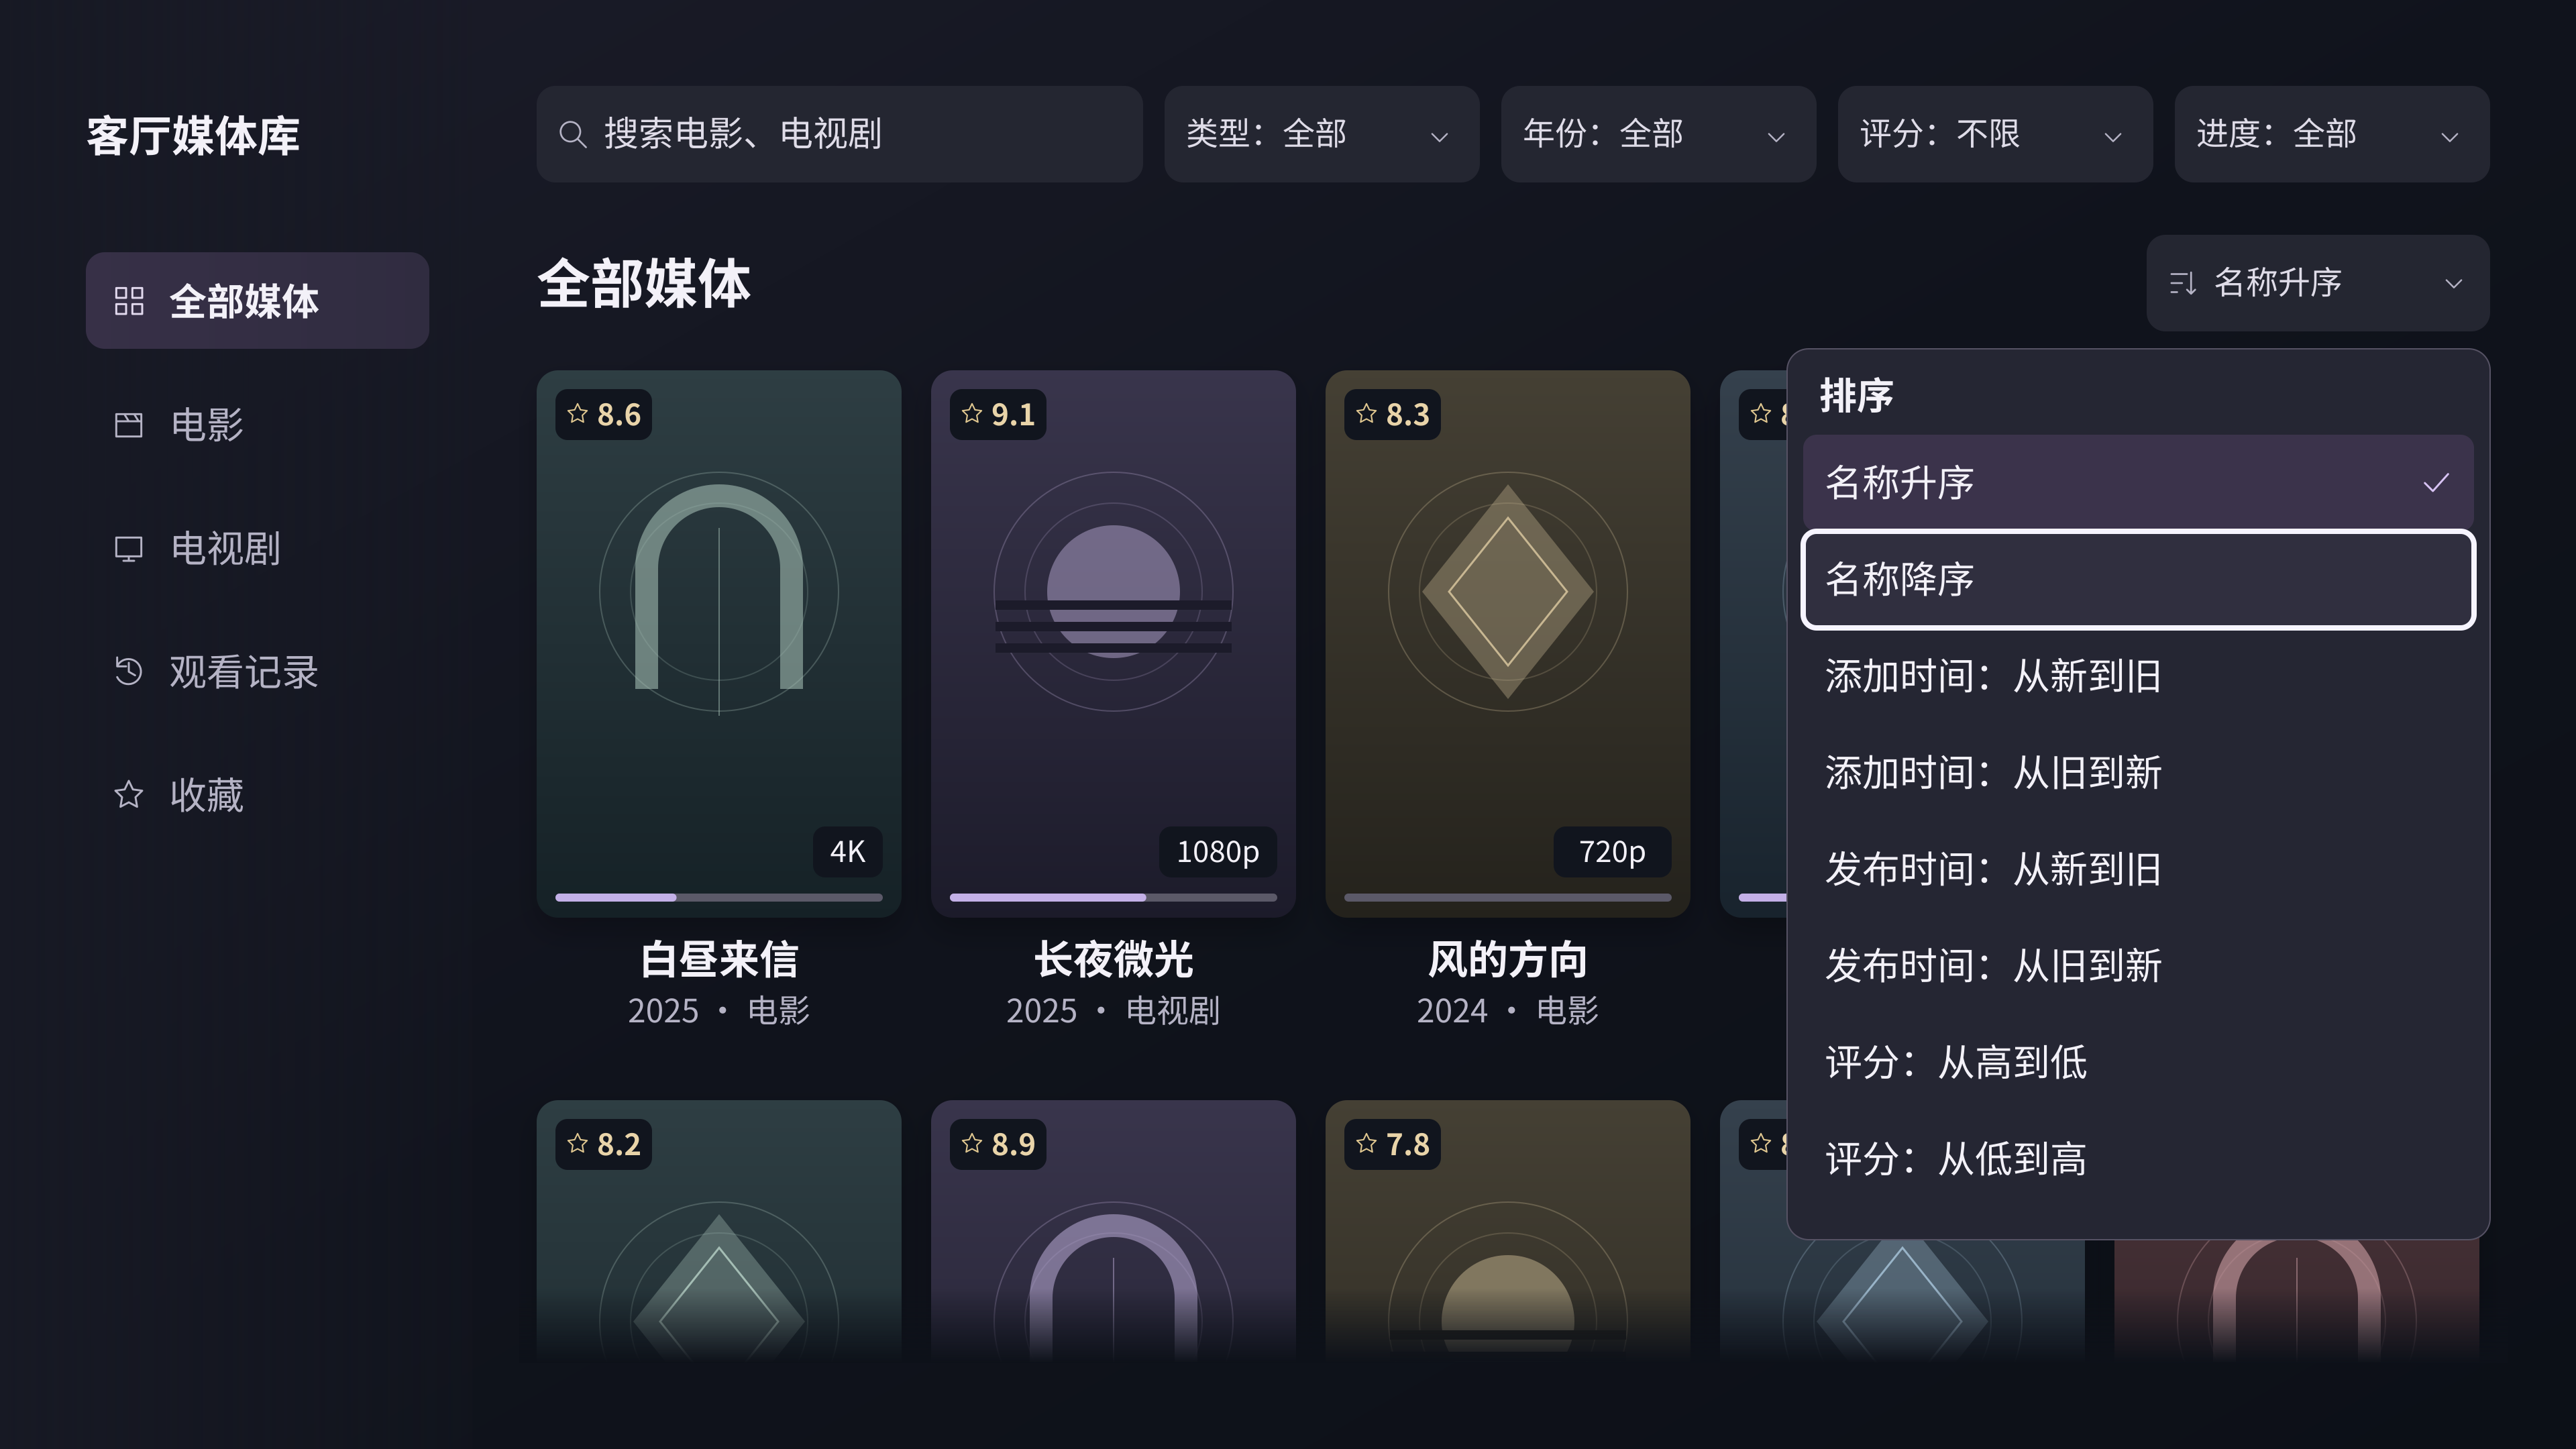 客厅媒体库
搜索电影、电视剧
类型：全部
年份：全部
评分：不限
进度：全部
全部媒体
电影
电视剧
观看记录
收藏
全部媒体
名称升序
排序
名称升序
名称降序
添加时间：从新到旧
添加时间：从旧到新
发布时间：从新到旧
发布时间：从旧到新
评分：从高到低
评分：从低到高
8.6
4K
白昼来信
2025 · 电影
9.1
1080p
长夜微光
2025 · 电视剧
8.3
720p
风的方向
2024 · 电影
8.2
8.9
7.8